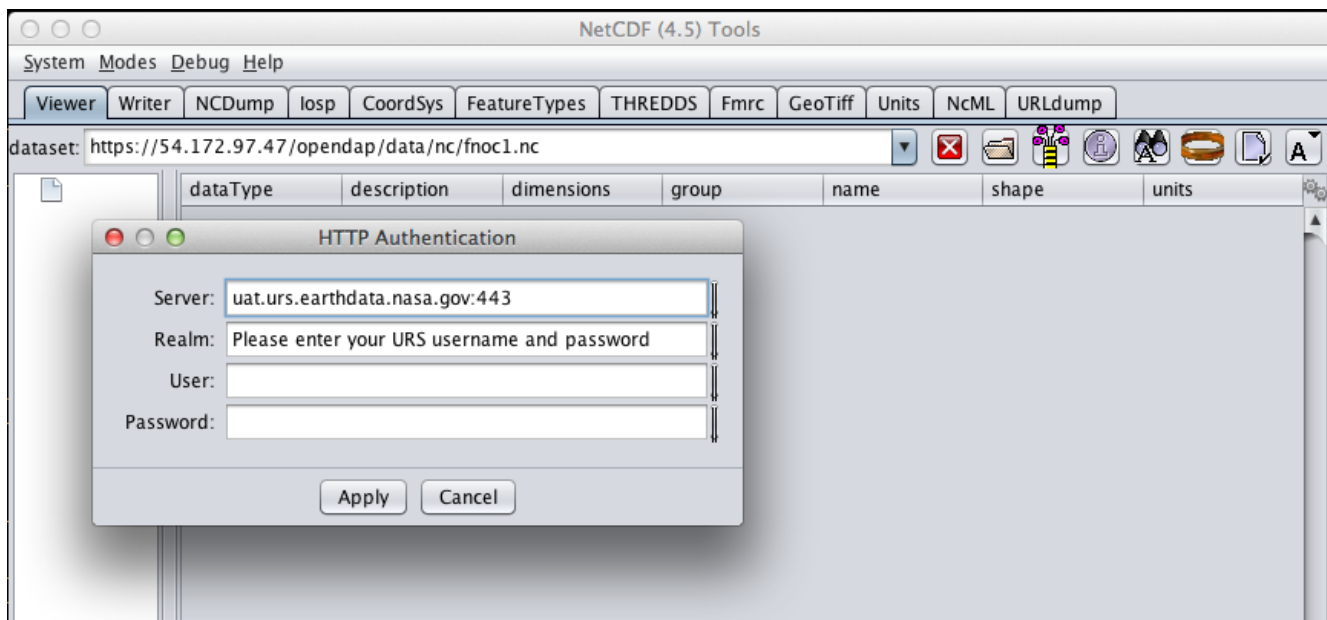 NetCDF (4.5) Tools
System Modes Debug Help
Viewer Writer NCDump Iosp CoordSys FeatureTypes THREDDS Fmrc GeoTiff Units NcML URLdump
dataset: https://54.172.97.47/opendap/data/nc/fnoc1.nc A A
dataType description dimensions group name shape units
HTTP Authentication
Server: uat.urs.earthdata.nasa.gov:443
Realm: Please enter your URS username and password
User:
Password:
Apply Cancel